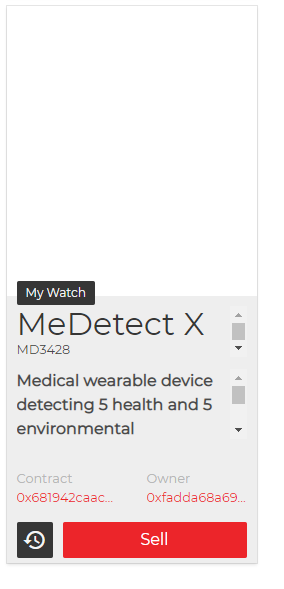 My Watch
MeDetect X
MD3428
Medical wearable device
detecting 5 health and 5
environmental
Contract Owner
0x681942caac... 0xfadda68a69...
Sell